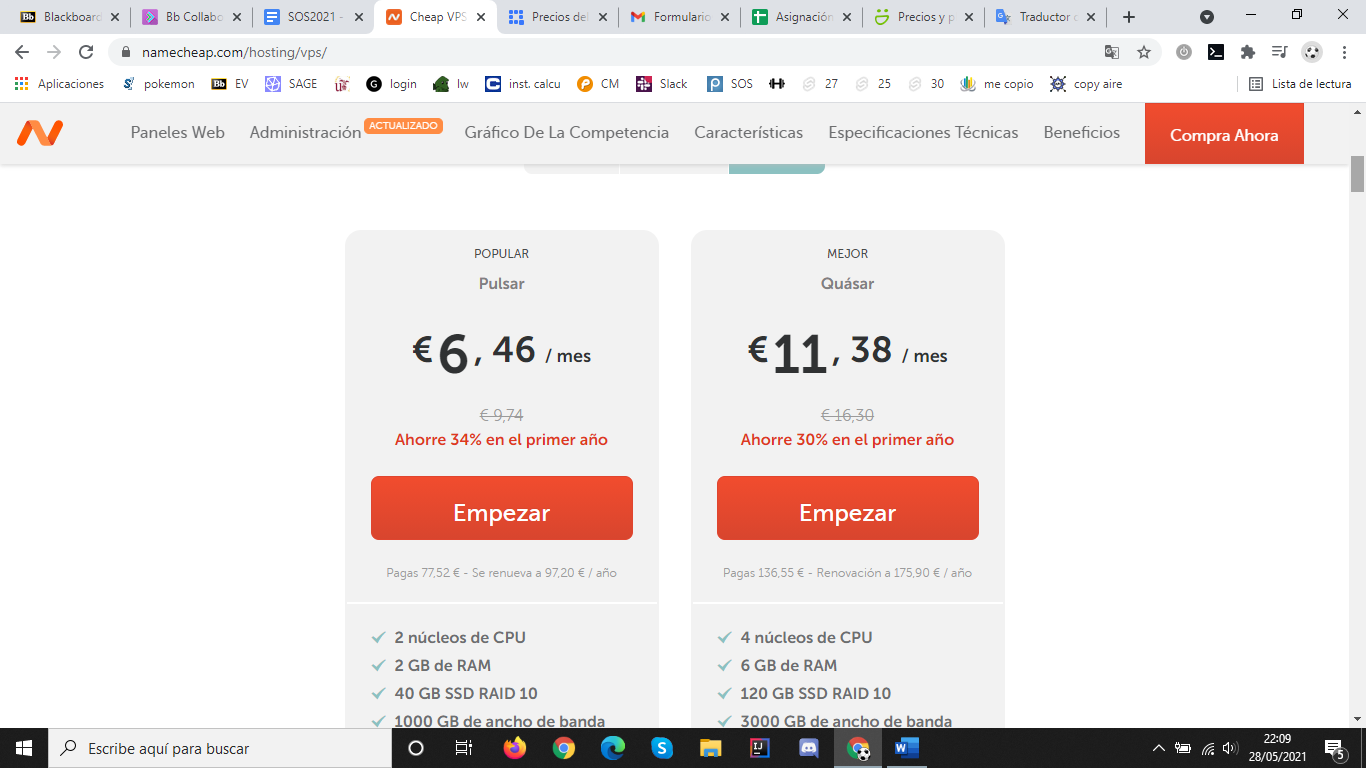 Blackboard
Bb Collabo
SOS2021 -
Cheap VPS
Precios del
Formulario
Asignación
Precios y p
Traductor
namecheap.com/hosting/vps/
Aplicaciones
pokemon
Bb EV
SAGE
login
lw
inst. calcu
CM
Slack
SOS
27
25
30
me copio
copy aire
Lista de lectura
Paneles Web
Administración ACTUALIZADO
Gráfico De La Competencia
Características
Especificaciones Técnicas
Beneficios
Compra Ahora
POPULAR
Pulsar
€6, 46 / mes
€ 9,74
Ahorre 34% en el primer año
Empezar
Pagas 77,52 € - Se renueva a 97,20 € / año
2 núcleos de CPU
2 GB de RAM
40 GB SSD RAID 10
1000 GB de ancho de banda
MEJOR
Quásar
€11, 38 / mes
€ 16,30
Ahorre 30% en el primer año
Empezar
Pagas 136,55 € - Renovación a 175,90 € / año
4 núcleos de CPU
6 GB de RAM
120 GB SSD RAID 10
3000 GB de ancho de banda
Escribe aquí para buscar
22:09
28/05/2021
5